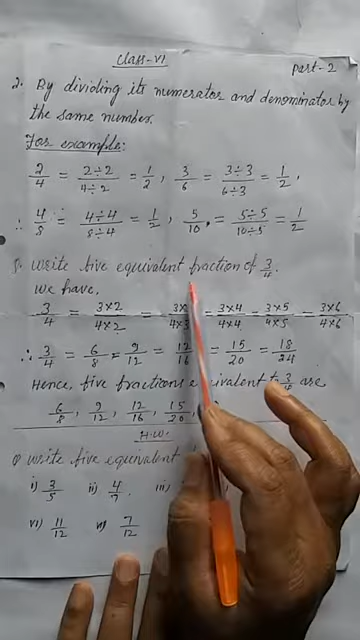 Class-VI
Part-2
2. By dividing its numerator and denominator by
the same number.
For example:
2/4 = 2÷2/4÷2 = 1/2, 3/6 = 3÷3/6÷3 = 1/2,
∴ 4/8 = 4÷4/8÷4 = 1/2, 5/10 = 5÷5/10÷5 = 1/2
Q. Write five equivalent fraction of 3/4.
We have,
3/4 = 3×2/4×2 = 3×3/4×3 = 3×4/4×4 = 3×5/4×5 = 3×6/4×6
∴ 3/4 = 6/8 = 9/12 = 12/16 = 15/20 = 18/24
Hence, five fractions equivalent to 3/4 are
6/8, 9/12, 12/16, 15/20,
H.W.
Q Write five equivalent
i) 3/5 ii) 4/7, iii)
vi) 11/12 7/12